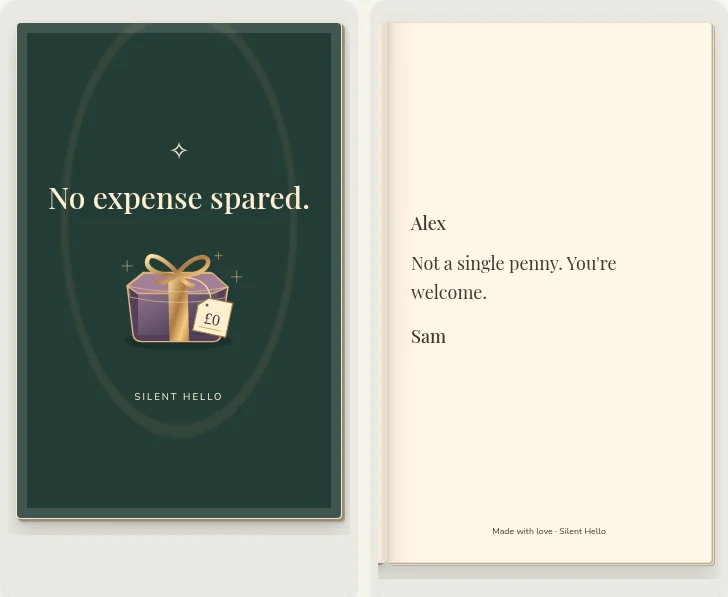 No expense spared.
£0
SILENT HELLO
Alex
Not a single penny. You're
welcome.
Sam
Made with love · Silent Hello